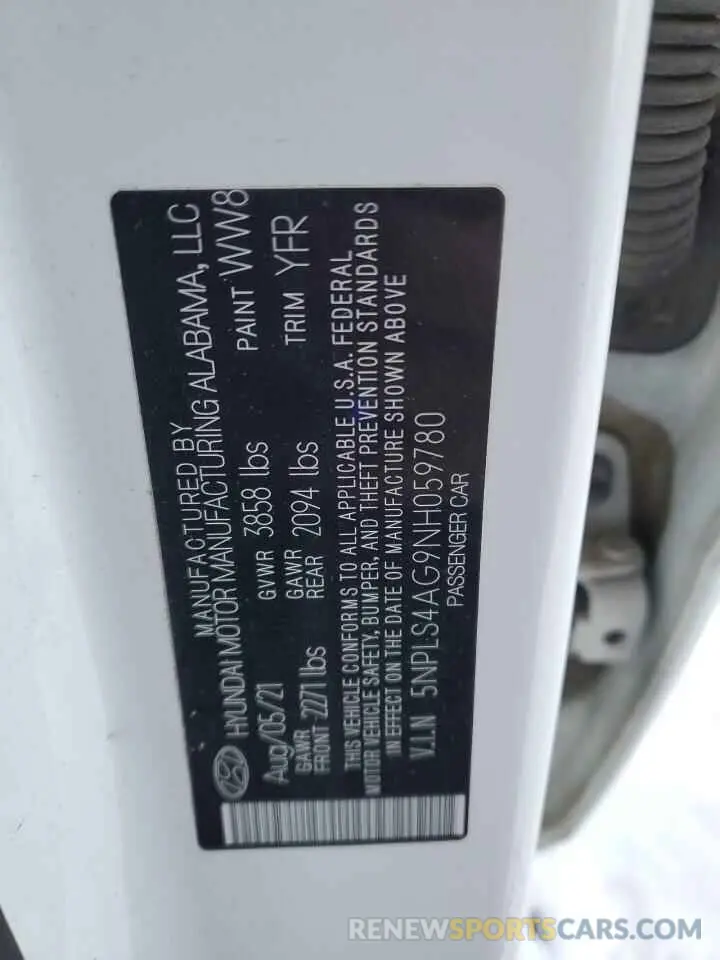 MANUFACTURED BY
HYUNDAI MOTOR MANUFACTURING ALABAMA, LLC
Aug/05/21 GVWR 3858 lbs PAINT WW8
GAWR FRONT 2271 lbs GAWR REAR 2094 lbs TRIM YFR
THIS VEHICLE CONFORMS TO ALL APPLICABLE U.S.A. FEDERAL
MOTOR VEHICLE SAFETY, BUMPER, AND THEFT PREVENTION STANDARDS
IN EFFECT ON THE DATE OF MANUFACTURE SHOWN ABOVE
V.I.N 5NPLS4AG9NH059780
PASSENGER CAR
RENEWSPORTSCARS.COM